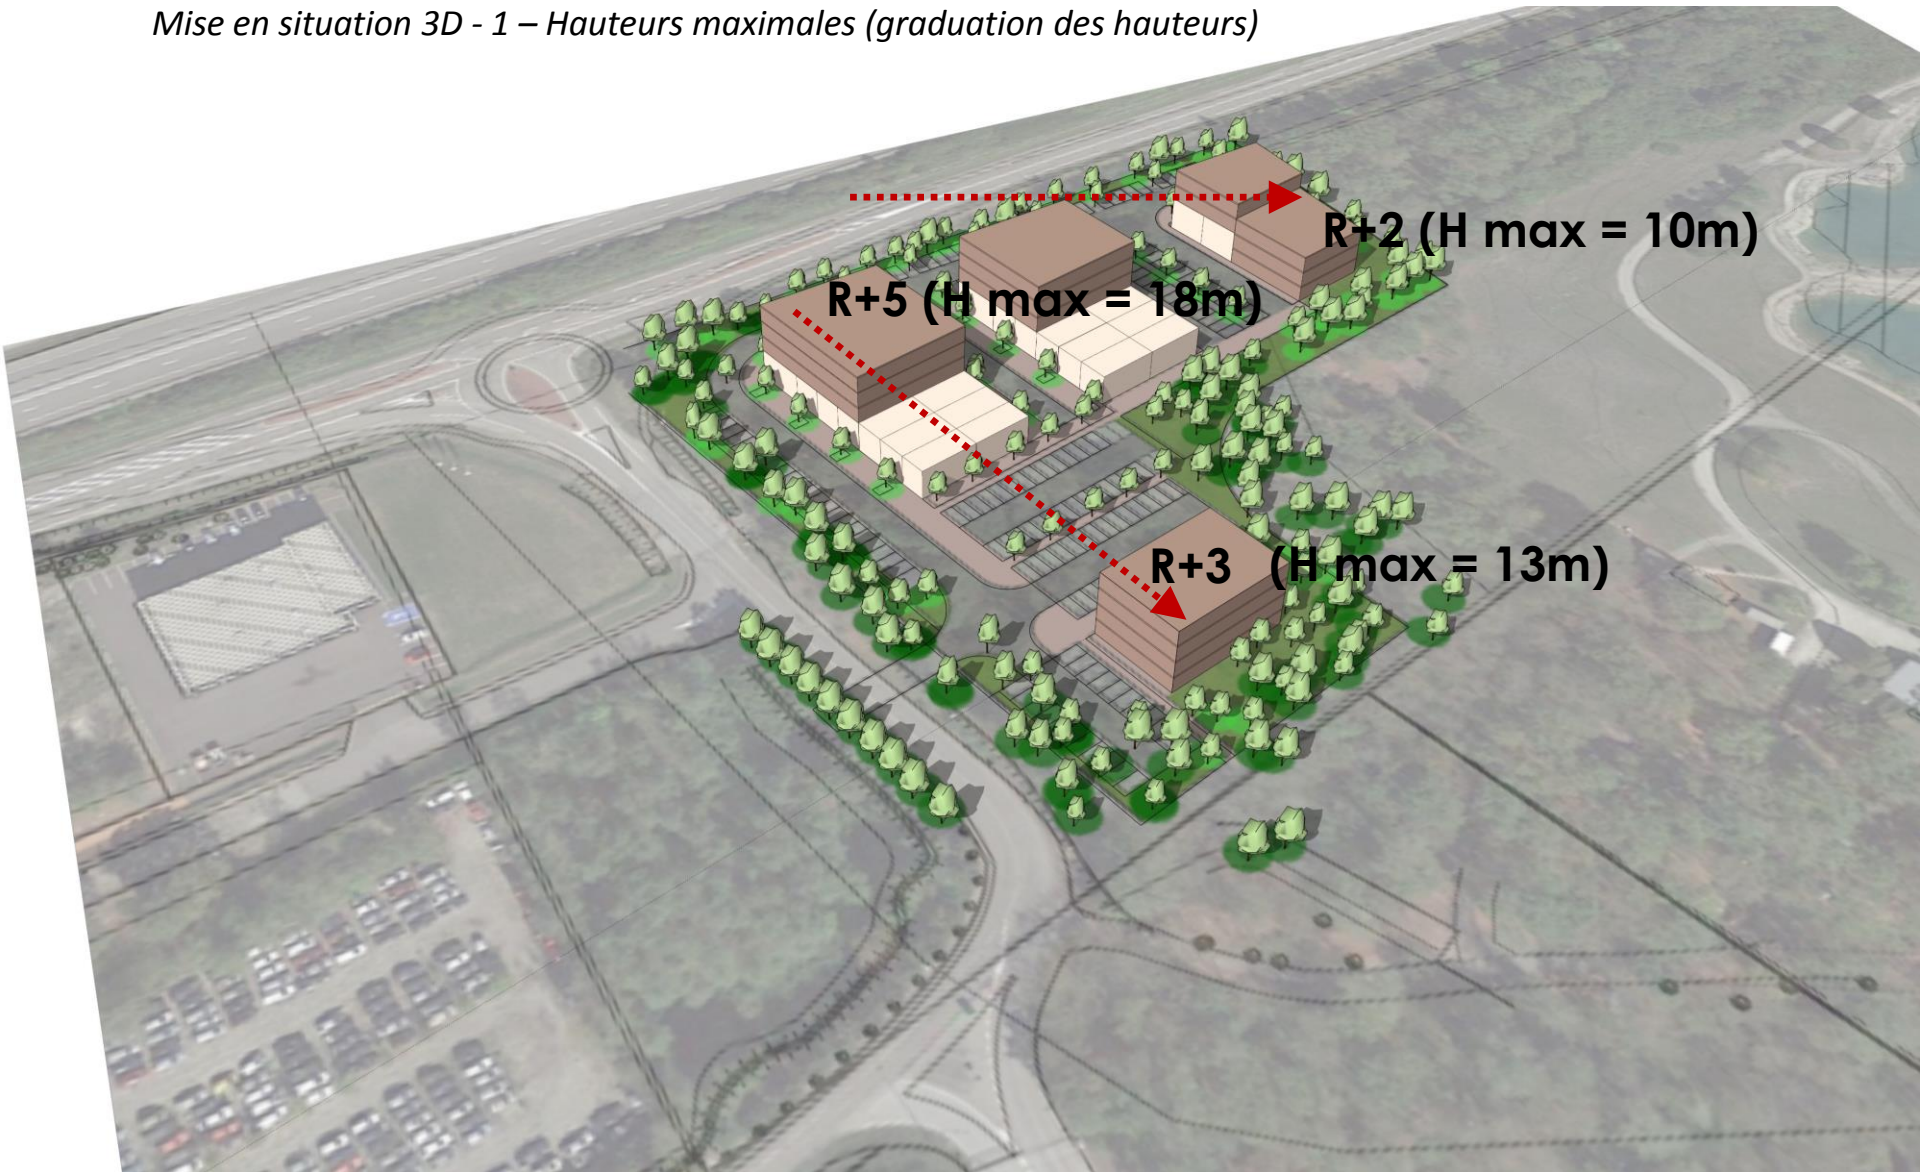 Mise en situation 3D - 1 – Hauteurs maximales (graduation des hauteurs)
R+2 (H max = 10m)
R+5 (H max = 18m)
R+3 (H max = 13m)